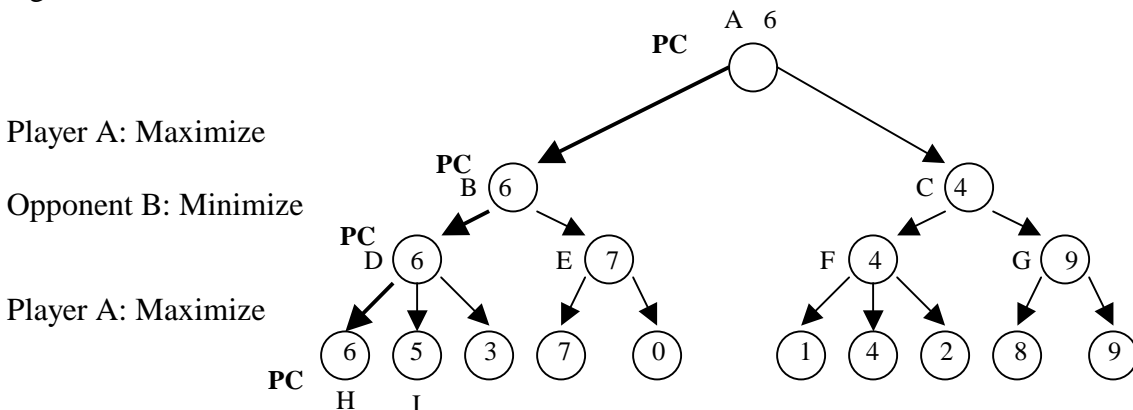 A 6
PC
Player A: Maximize
PC
B 6 C 4
Opponent B: Minimize
PC
D 6 E 7 F 4 G 9
Player A: Maximize
6 5 3 7 0 1 4 2 8 9
PC
H